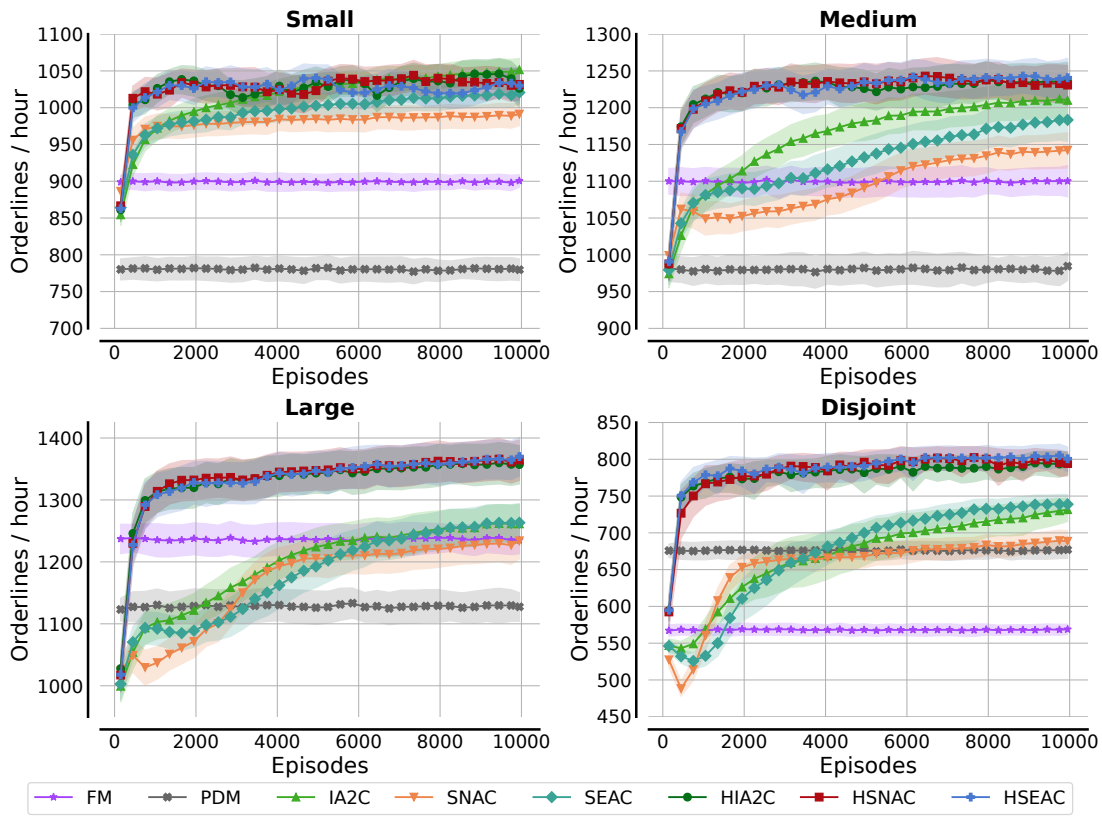 Small
Orderlines / hour
1100
1050
1000
950
900
850
800
750
700
0 2000 4000 6000 8000 10000
Episodes
Medium
Orderlines / hour
1300
1250
1200
1150
1100
1050
1000
950
900
0 2000 4000 6000 8000 10000
Episodes
Large
Orderlines / hour
1400
1300
1200
1100
1000
0 2000 4000 6000 8000 10000
Episodes
Disjoint
Orderlines / hour
850
800
750
700
650
600
550
500
450
0 2000 4000 6000 8000 10000
Episodes
FM PDM IA2C SNAC SEAC HIA2C HSNAC HSEAC